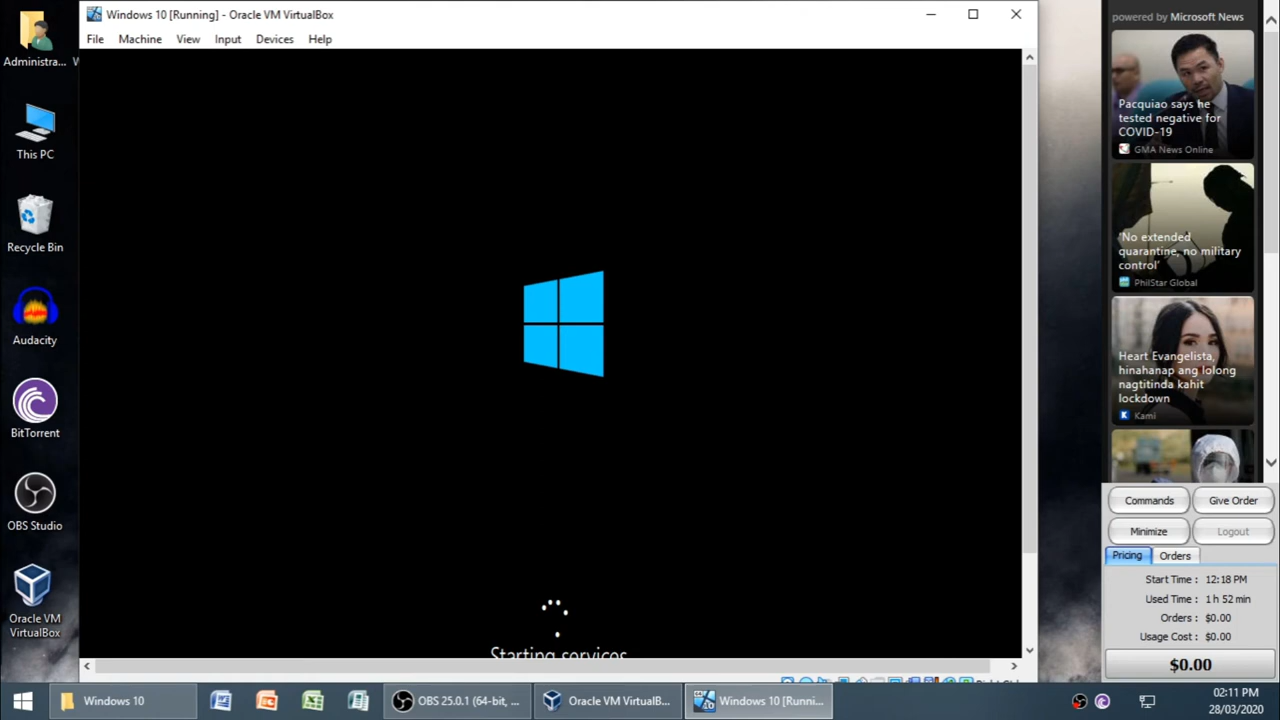 Windows 10 [Running] - Oracle VM VirtualBox
File Machine View Input Devices Help
Administra...
This PC
Recycle Bin
Audacity
BitTorrent
OBS Studio
Oracle VM
VirtualBox
Starting services
powered by Microsoft News
Pacquiao says he
tested negative for
COVID-19
GMA News Online
'No extended
quarantine, no military
control'
PhilStar Global
Heart Evangelista,
hinahanap ang lolong
nagtitinda kahit
lockdown
K Kami
Commands Give Order
Minimize Logout
Pricing Orders
Start Time : 12:18 PM
Used Time : 1 h 52 min
Orders : $0.00
Usage Cost : $0.00
$0.00
Windows 10
OBS 25.0.1 (64-bit, ...
Oracle VM VirtualB...
Windows 10 [Runni...
02:11 PM
28/03/2020